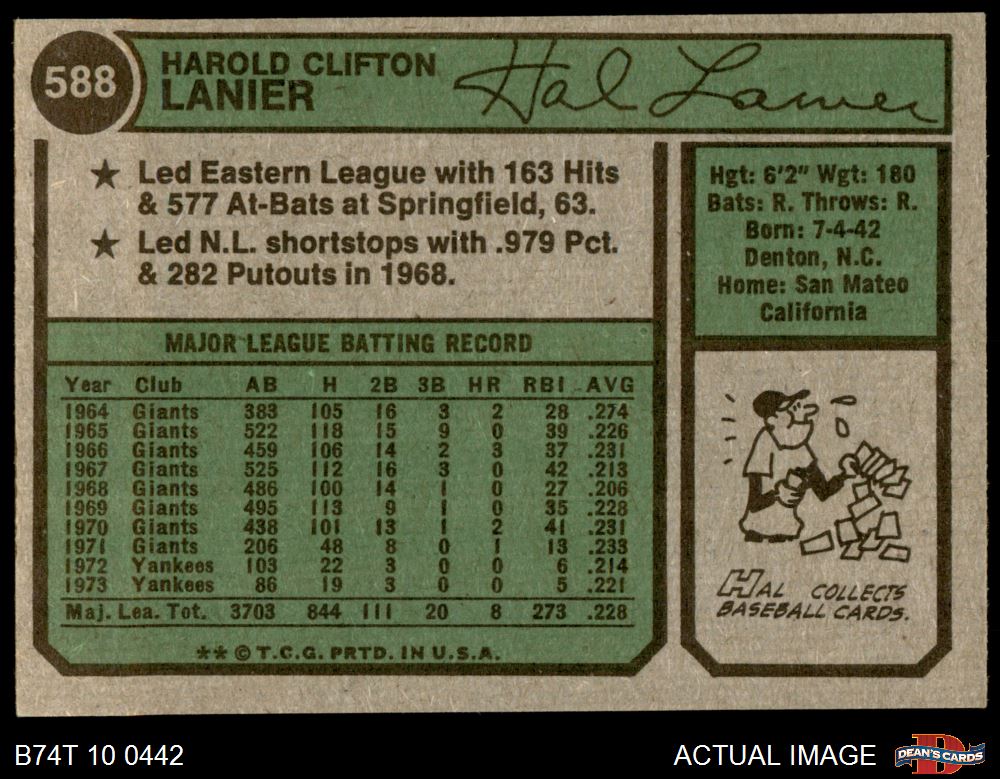 588
HAROLD CLIFTON
LANIER
Hal Lanier
★ Led Eastern League with 163 Hits
& 577 At-Bats at Springfield, 63.
★ Led N.L. shortstops with .979 Pct.
& 282 Putouts in 1968.
Hgt: 6'2" Wgt: 180
Bats: R. Throws: R.
Born: 7-4-42
Denton, N.C.
Home: San Mateo
California
MAJOR LEAGUE BATTING RECORD
Year Club AB H 2B 3B HR RBI AVG
1964 Giants 383 105 16 3 2 28 .274
1965 Giants 522 118 15 9 0 39 .226
1966 Giants 459 106 14 2 3 37 .231
1967 Giants 525 112 16 3 0 42 .213
1968 Giants 486 100 14 1 0 27 .206
1969 Giants 495 113 9 1 0 35 .228
1970 Giants 438 101 13 1 2 41 .231
1971 Giants 206 48 8 0 1 13 .233
1972 Yankees 103 22 3 0 0 6 .214
1973 Yankees 86 19 3 0 0 5 .221
Maj. Lea. Tot. 3703 844 111 20 8 273 .228
** © T.C.G. PRTD. IN U.S.A.
HAL COLLECTS
BASEBALL CARDS.
B74T 10 0442
ACTUAL IMAGE
D
DEAN'S CARDS